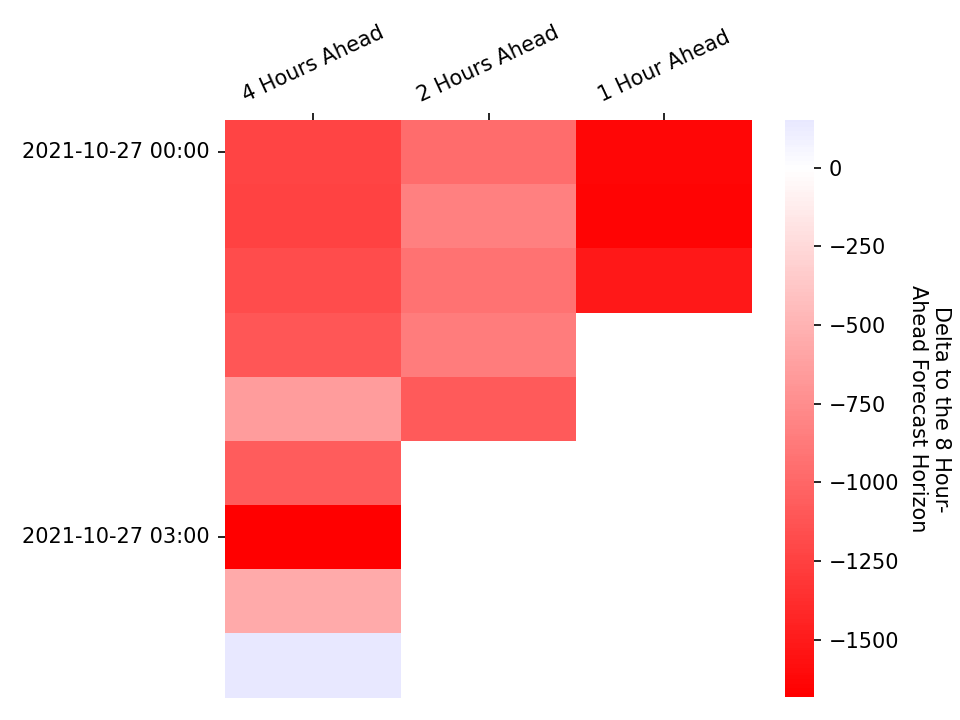 4 Hours Ahead
2 Hours Ahead
1 Hour Ahead
2021-10-27 00:00
2021-10-27 03:00
0
−250
−500
−750
−1000
−1250
−1500
Delta to the 8 Hour-
Ahead Forecast Horizon